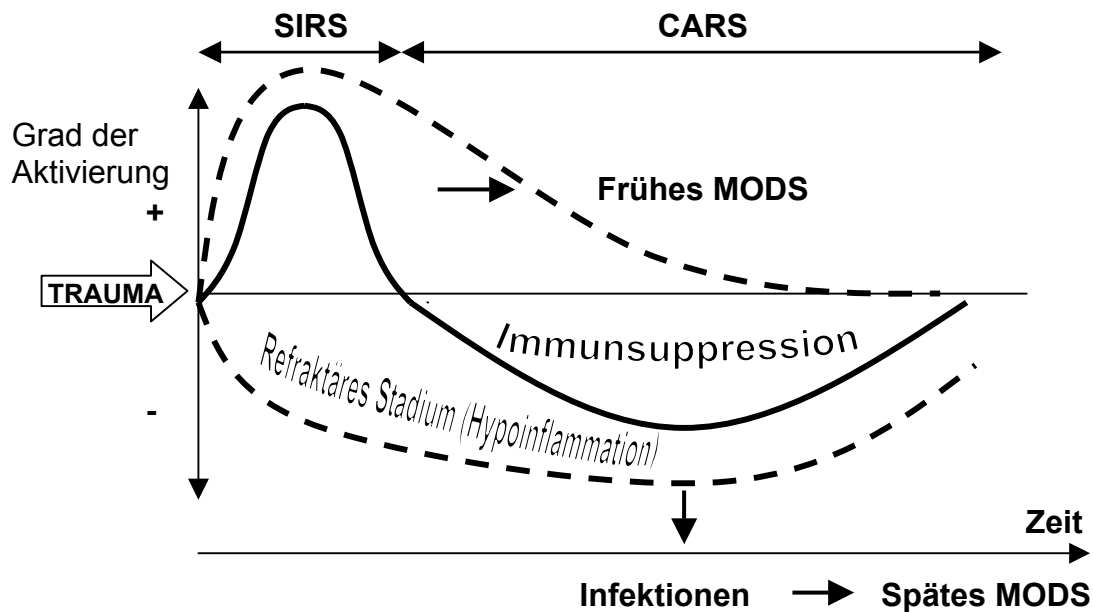 SIRS
CARS
Grad der
Aktivierung
+
Frühes MODS
TRAUMA
Immunsuppression
Refraktäres Stadium (Hypoinflammation)
-
Zeit
Infektionen
Spätes MODS